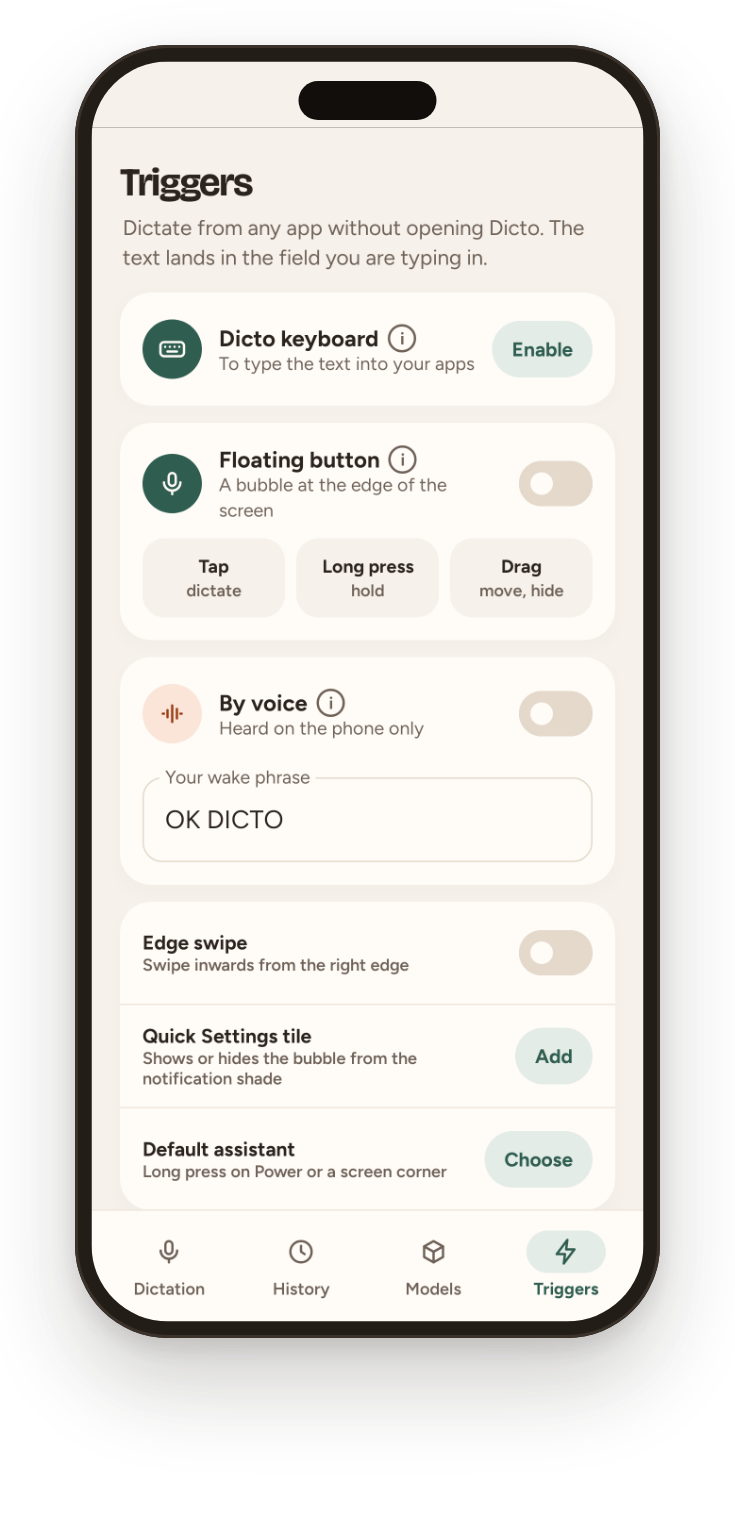 Triggers
Dictate from any app without opening Dicto. The
text lands in the field you are typing in.
Dicto keyboard
To type the text into your apps
Enable
Floating button
A bubble at the edge of the
screen
Tap
dictate
Long press
hold
Drag
move, hide
By voice
Heard on the phone only
Your wake phrase
OK DICTO
Edge swipe
Swipe inwards from the right edge
Quick Settings tile
Shows or hides the bubble from the
notification shade
Add
Default assistant
Long press on Power or a screen corner
Choose
Dictation
History
Models
Triggers